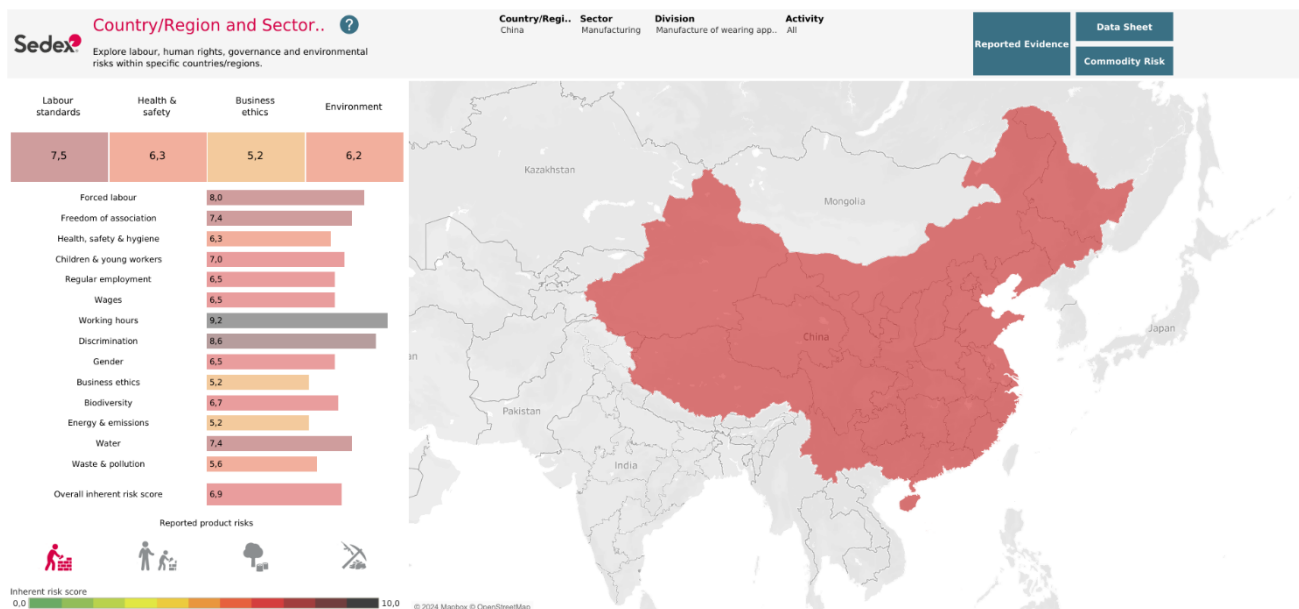 Sedex
Country/Region and Sector.. ?
Explore labour, human rights, governance and environmental
risks within specific countries/regions.
Country/Regi.. Sector Division Activity
China Manufacturing Manufacture of wearing app.. All
Reported Evidence
Data Sheet
Commodity Risk
Labour
standards
Health &
safety
Business
ethics
Environment
7,5 6,3 5,2 6,2
Forced labour 8,0
Freedom of association 7,4
Health, safety & hygiene 6,3
Children & young workers 7,0
Regular employment 6,5
Wages 6,5
Working hours 9,2
Discrimination 8,6
Gender 6,5
Business ethics 5,2
Biodiversity 6,7
Energy & emissions 5,2
Water 7,4
Waste & pollution 5,6
Overall inherent risk score 6,9
Reported product risks
Inherent risk score
0,0 10,0
Kazakhstan
Mongolia
Japan
China
an
Pakistan
India
© 2024 Mapbox © OpenStreetMap